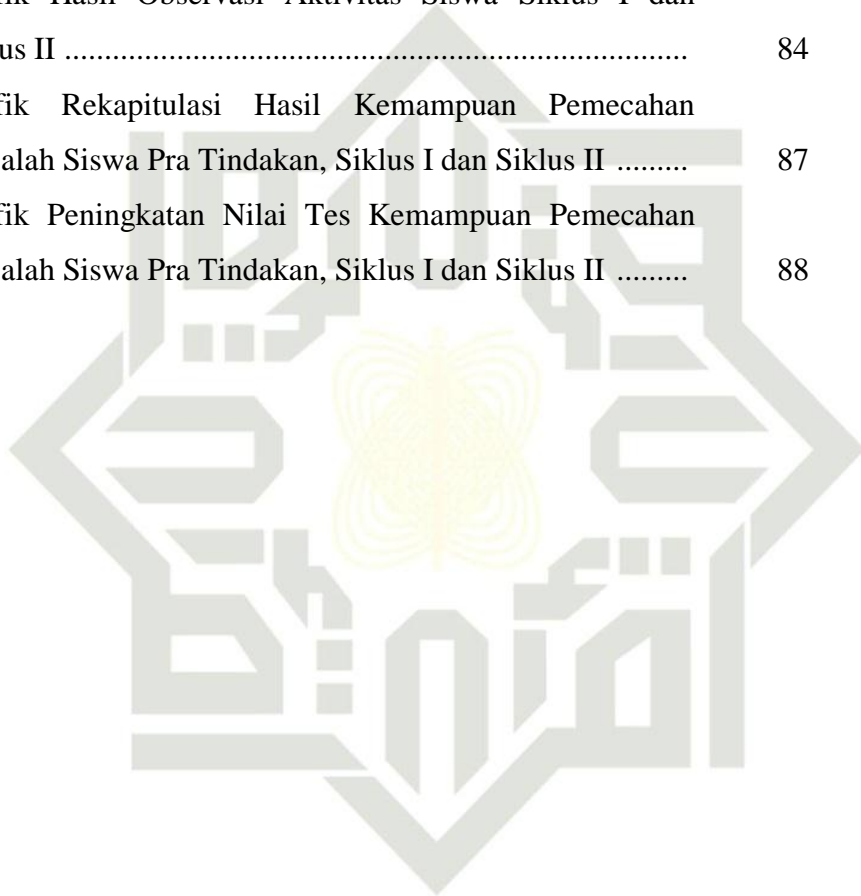 fik Hasil Observasi Aktivitas Siswa Siklus I dan
us II .............................................................................. 84
fik Rekapitulasi Hasil Kemampuan Pemecahan
alah Siswa Pra Tindakan, Siklus I dan Siklus II ......... 87
fik Peningkatan Nilai Tes Kemampuan Pemecahan
alah Siswa Pra Tindakan, Siklus I dan Siklus II ......... 88